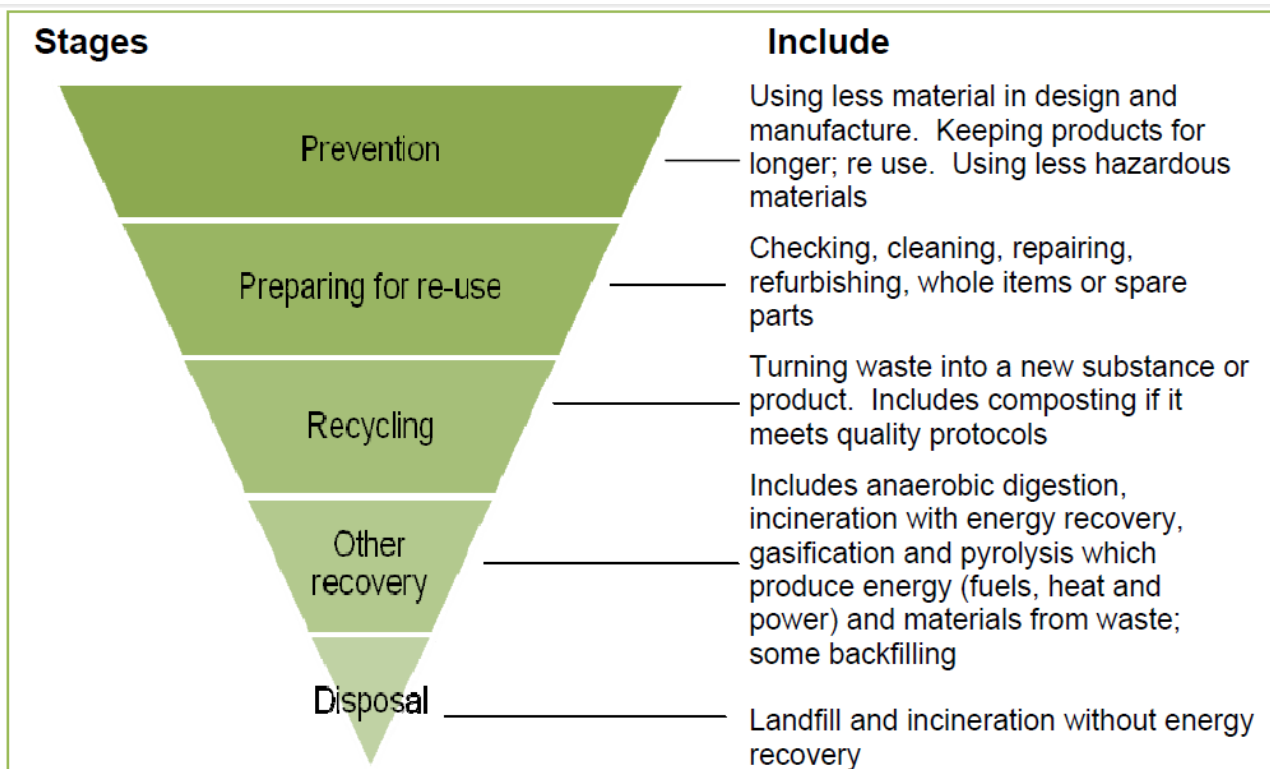 Stages
Include
Prevention
Using less material in design and
manufacture.  Keeping products for
longer; re use.  Using less hazardous
materials
Preparing for re-use
Checking, cleaning, repairing,
refurbishing, whole items or spare
parts
Recycling
Turning waste into a new substance or
product.  Includes composting if it
meets quality protocols
Other
recovery
Includes anaerobic digestion,
incineration with energy recovery,
gasification and pyrolysis which
produce energy (fuels, heat and
power) and materials from waste;
some backfilling
Disposal
Landfill and incineration without energy
recovery